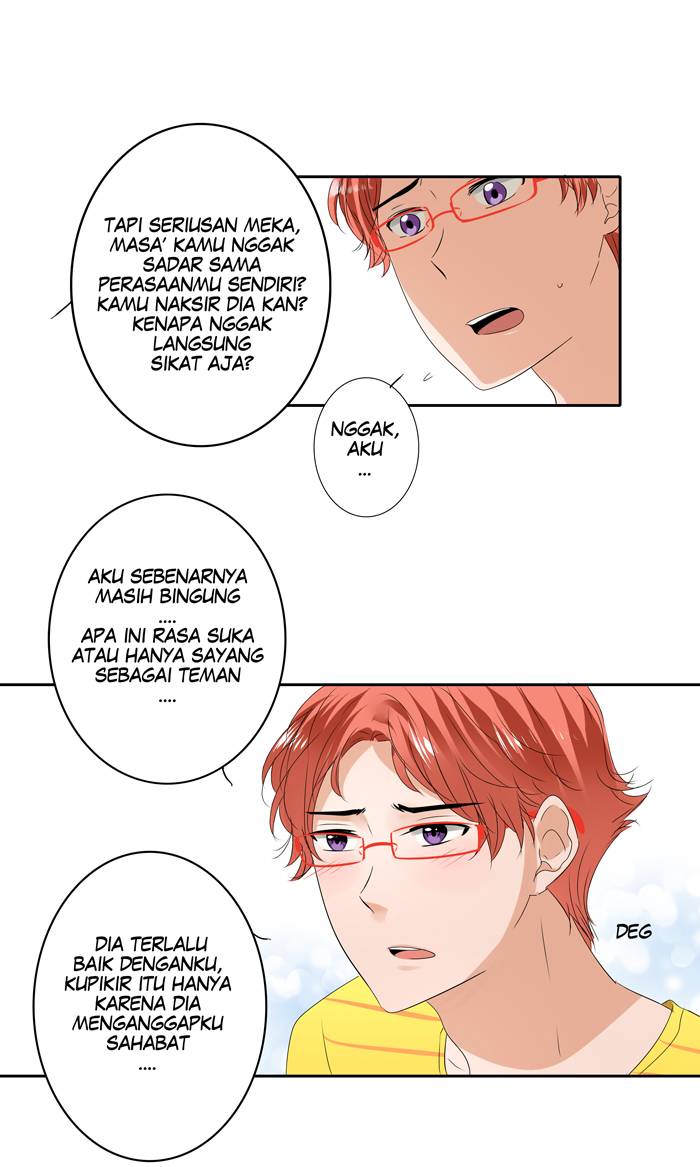 TAPI SERIUSAN MEKA,
MASA' KAMU NGGAK
SADAR SAMA
PERASAANMU SENDIRI?
KAMU NAKSIR DIA KAN?
KENAPA NGGAK
LANGSUNG
SIKAT AJA?
NGGAK,
AKU
...
AKU SEBENARNYA
MASIH BINGUNG
....
APA INI RASA SUKA
ATAU HANYA SAYANG
SEBAGAI TEMAN
....
DEG
DIA TERLALU
BAIK DENGANKU,
KUPIKIR ITU HANYA
KARENA DIA
MENGANGGAPKU
SAHABAT
....